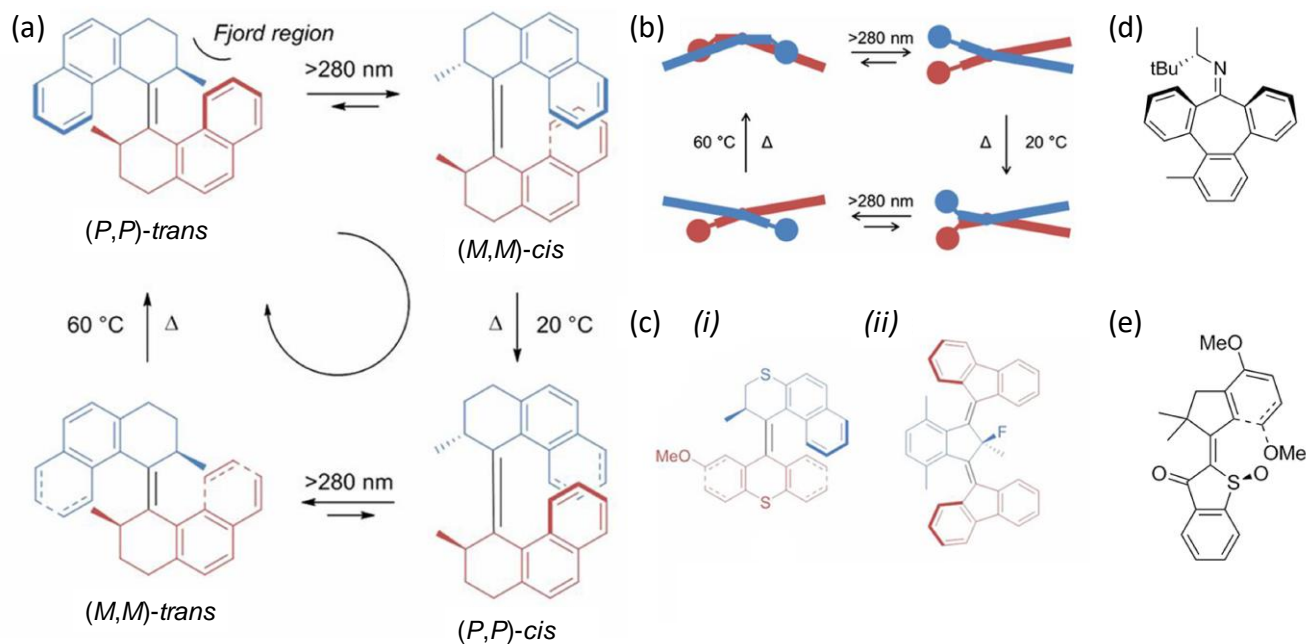 (a)
Fjord region
>280 nm
(P,P)-trans
(M,M)-cis
60 °C
Δ
Δ
20 °C
>280 nm
(M,M)-trans
(P,P)-cis
(b)
>280 nm
60 °C
Δ
Δ
20 °C
>280 nm
(c)
(i)
S
MeO
S
(ii)
F
(d)
tBu
N
(e)
MeO
OMe
O
S
O